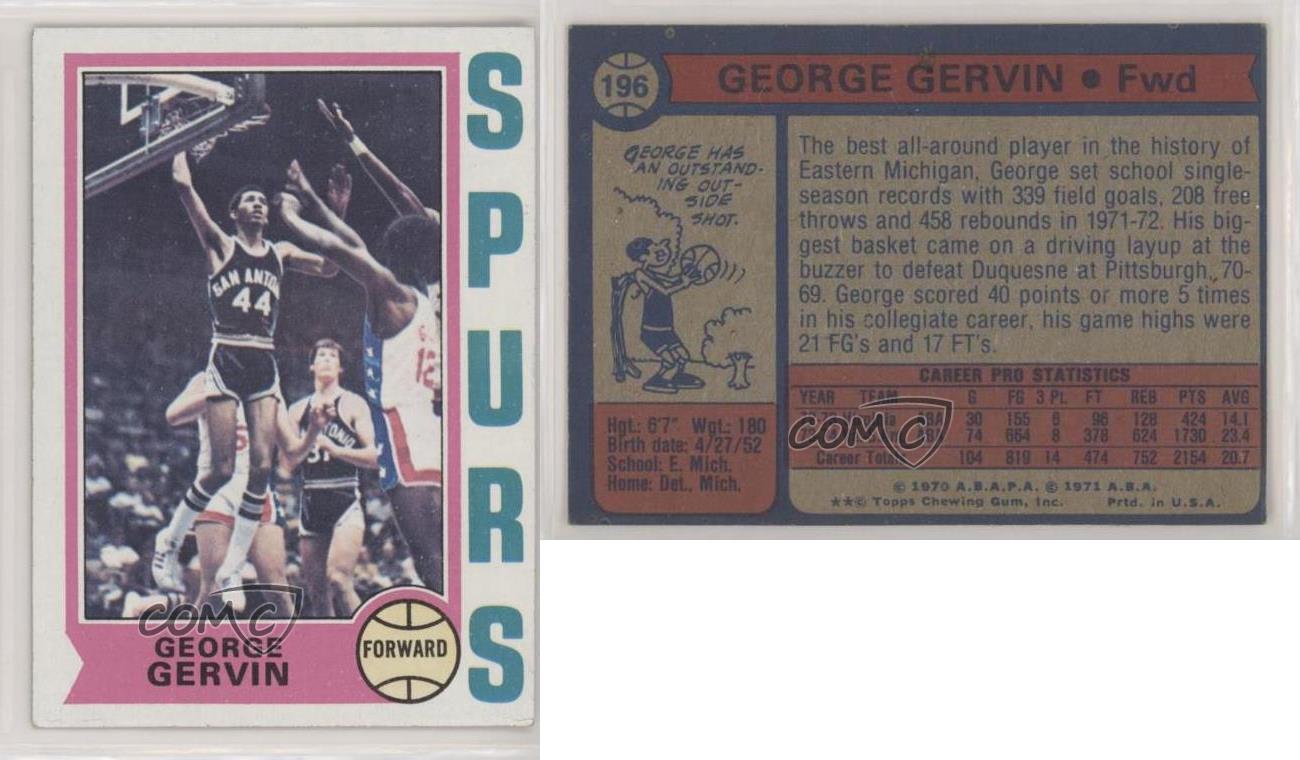 SPURS
SAN ANTO
44
12
31
GEORGE
GERVIN
FORWARD
COMC
196
GEORGE GERVIN • Fwd
GEORGE HAS
AN OUTSTAND-
ING OUT-
SIDE
SHOT.
The best all-around player in the history of
Eastern Michigan, George set school single-
season records with 339 field goals, 208 free
throws and 458 rebounds in 1971-72. His big-
gest basket came on a driving layup at the
buzzer to defeat Duquesne at Pittsburgh, 70-
69. George scored 40 points or more 5 times
in his collegiate career, his game highs were
21 FG's and 17 FT's.
Hgt.: 6'7" Wgt.: 180
Birth date: 4/27/52
School: E. Mich.
Home: Det., Mich.
CAREER PRO STATISTICS
YEAR TEAM G FG 3 PL FT REB PTS AVG
30 155 6 96 128 424 14.1
74 664 8 378 624 1730 23.4
Career 104 819 14 474 752 2154 20.7
COMC
© 1970 A.B.A.P.A. © 1971 A.B.A.
**© Topps Chewing Gum, Inc. Prtd. in U.S.A.